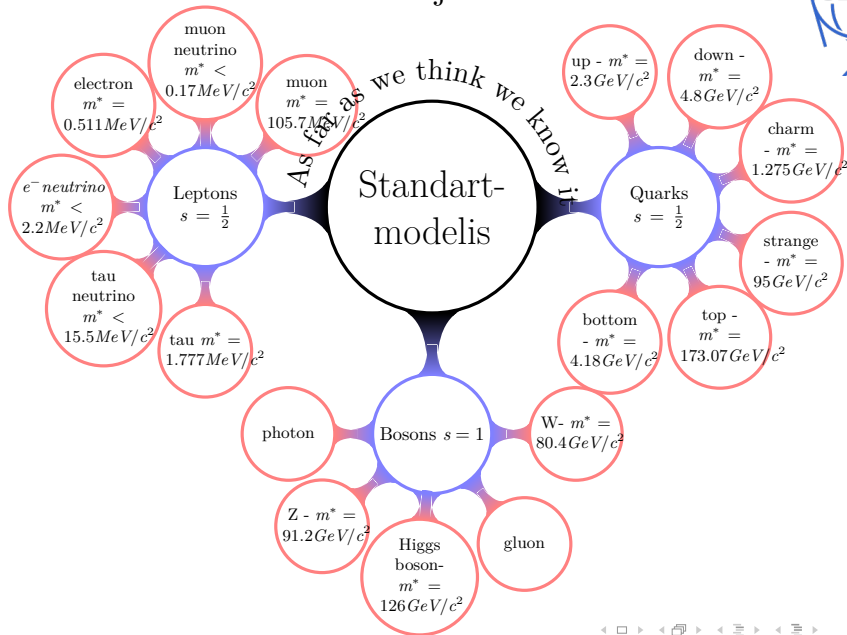 j
As far as we think we know it
Standart-
modelis
Leptons
s = 1/2
muon
neutrino
m* <
0.17MeV/c²
electron
m* =
0.511MeV/c²
muon
m* =
105.7MeV/c²
e⁻neutrino
m* <
2.2MeV/c²
tau
neutrino
m* <
15.5MeV/c²
tau m* =
1.777MeV/c²
Quarks
s = 1/2
up - m* =
2.3GeV/c²
down -
m* =
4.8GeV/c²
charm
- m* =
1.275GeV/c²
strange
- m* =
95GeV/c²
top -
m* =
173.07GeV/c²
bottom
- m* =
4.18GeV/c²
Bosons s = 1
photon
Z - m* =
91.2GeV/c²
Higgs
boson-
m* =
126GeV/c²
gluon
W- m* =
80.4GeV/c²